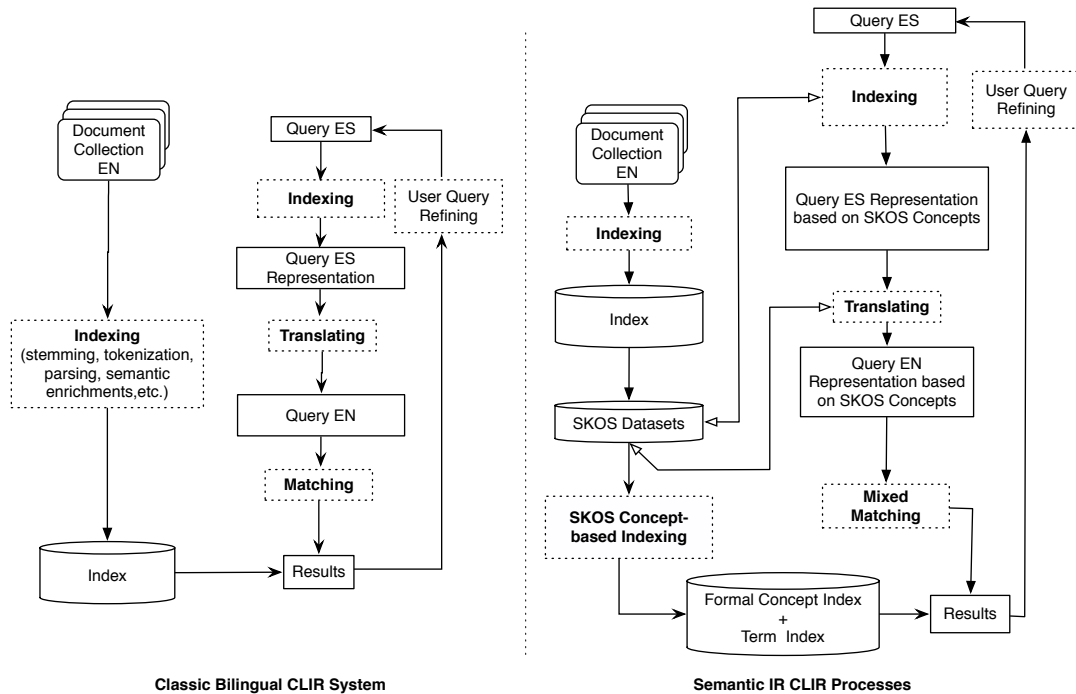 Document
Collection
EN
Indexing
(stemming, tokenization,
parsing, semantic
enrichments,etc.)
Index
Query ES
Indexing
Query ES
Representation
Translating
Query EN
Matching
Results
User Query
Refining
Classic Bilingual CLIR System
Document
Collection
EN
Indexing
Index
SKOS Datasets
SKOS Concept-
based Indexing
Formal Concept Index
+
Term Index
Query ES
Indexing
Query ES Representation
based on SKOS Concepts
Translating
Query EN
Representation based
on SKOS Concepts
Mixed
Matching
Results
User Query
Refining
Semantic IR CLIR Processes